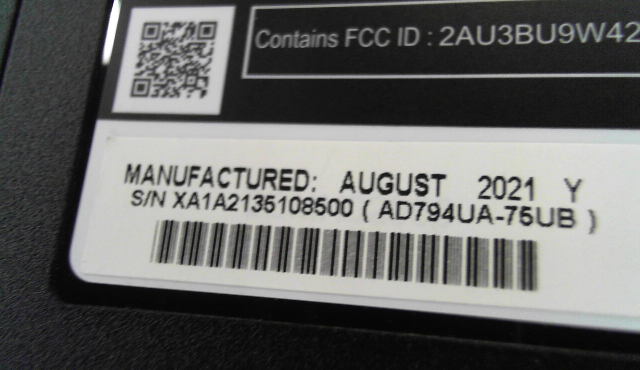 Contains FCC ID : 2AU3BU9W42
MANUFACTURED: AUGUST 2021 Y
S/N XA1A2135108500 ( AD794UA-75UB )